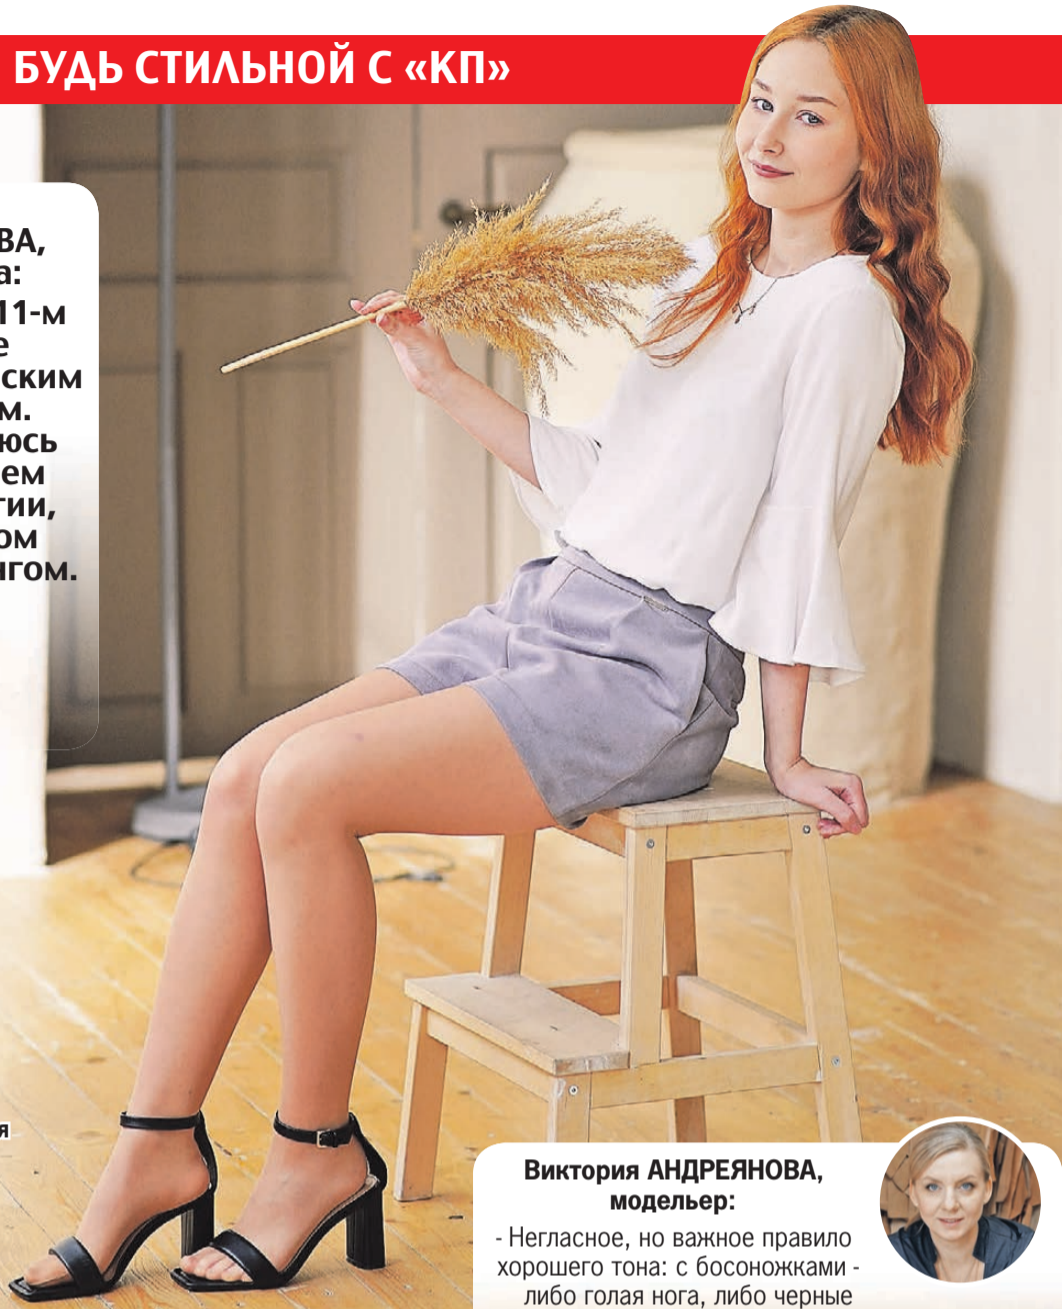 БУДЬ СТИЛЬНОЙ С «КП»
ВА,
а:
11-м
е
ским
м.
юсь
ем
гии,
ом
нгом.
я
Виктория АНДРЕЯНОВА,
модельер:
- Негласное, но важное правило
хорошего тона: с босоножками -
либо голая нога, либо черные